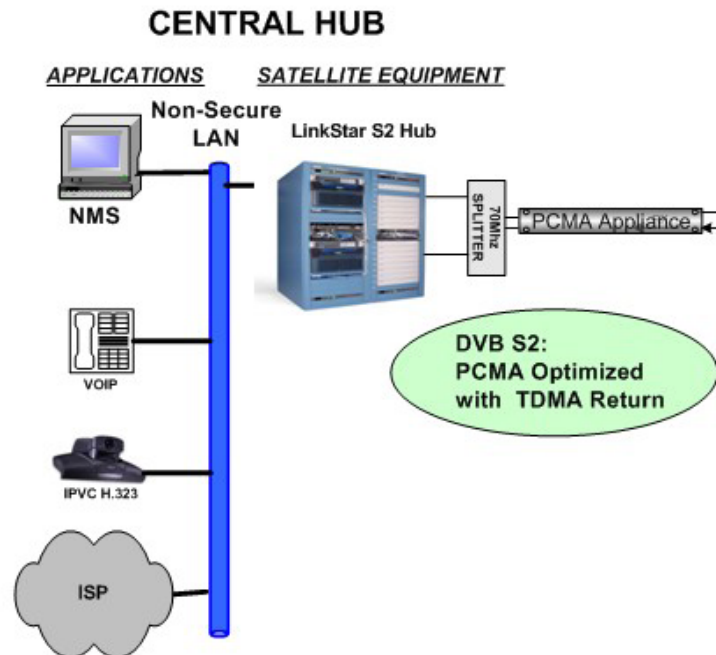 CENTRAL HUB
APPLICATIONS
SATELLITE EQUIPMENT
Non-Secure
LAN
LinkStar S2 Hub
NMS
70Mhz
SPLITTER
PCMA Appliance
VOIP
DVB S2:
PCMA Optimized
with TDMA Return
IPVC H.323
ISP